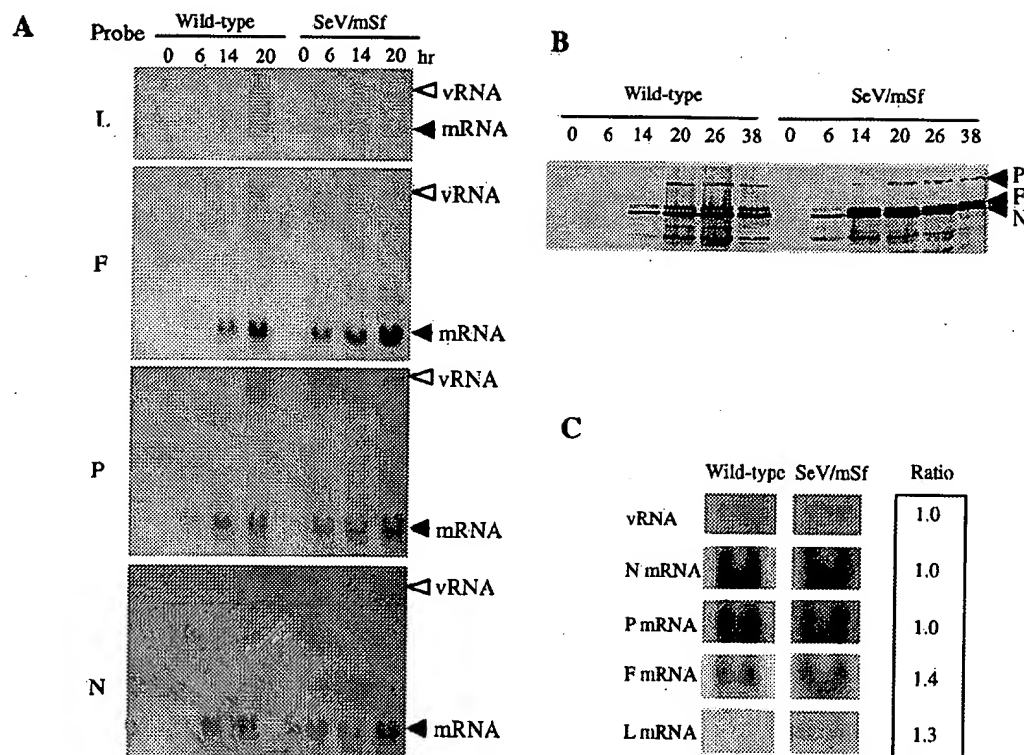 A
Probe
Wild-type SeV/mSf
0 6 14 20 0 6 14 20 hr
L
vRNA
mRNA
F
vRNA
mRNA
P
vRNA
mRNA
N
vRNA
mRNA
B
Wild-type SeV/mSf
0 6 14 20 26 38 0 6 14 20 26 38
P
F
N
C
Wild-type SeV/mSf Ratio
vRNA 1.0
N mRNA 1.0
P mRNA 1.0
F mRNA 1.4
L mRNA 1.3